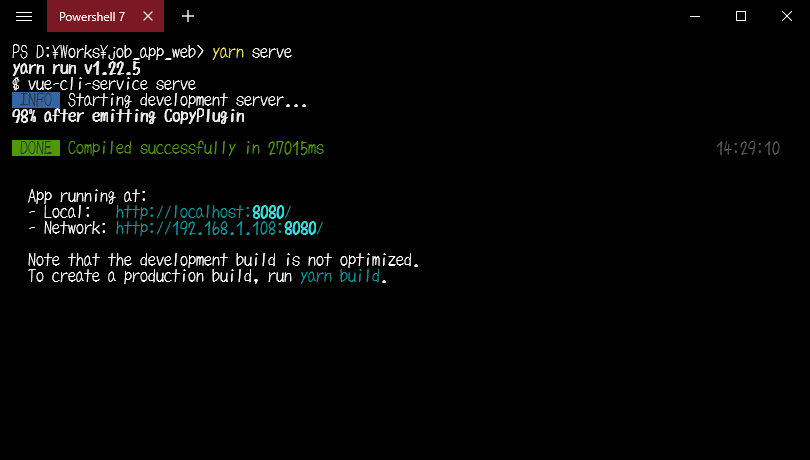 Powershell 7
PS D:¥Works¥job_app_web> yarn serve
yarn run v1.22.5
$ vue-cli-service serve
INFO Starting development server...
98% after emitting CopyPlugin
DONE Compiled successfully in 27015ms 14:29:10
App running at:
- Local: http://localhost:8080/
- Network: http://192.168.1.108:8080/
Note that the development build is not optimized.
To create a production build, run yarn build.